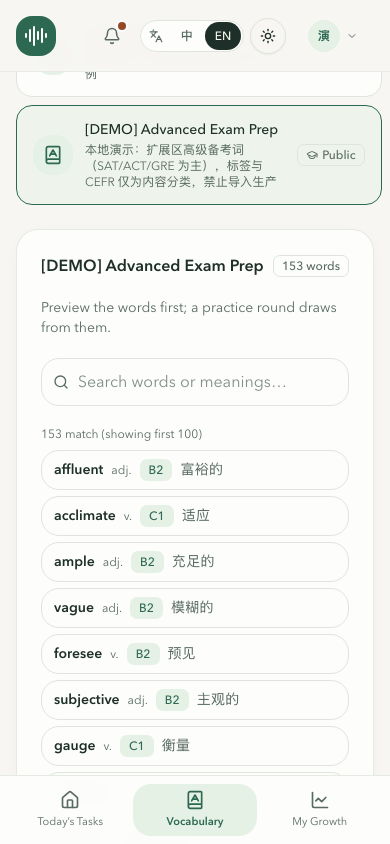 中
EN
演
例
[DEMO] Advanced Exam Prep
本地演示：扩展区高级备考词
（SAT/ACT/GRE 为主），标签与
CEFR 仅为内容分类，禁止导入生产
Public
[DEMO] Advanced Exam Prep
153 words
Preview the words first; a practice round draws
from them.
Search words or meanings…
153 match (showing first 100)
affluent adj. B2 富裕的
acclimate v. C1 适应
ample adj. B2 充足的
vague adj. B2 模糊的
foresee v. B2 预见
subjective adj. B2 主观的
gauge v. C1 衡量
Today's Tasks
Vocabulary
My Growth